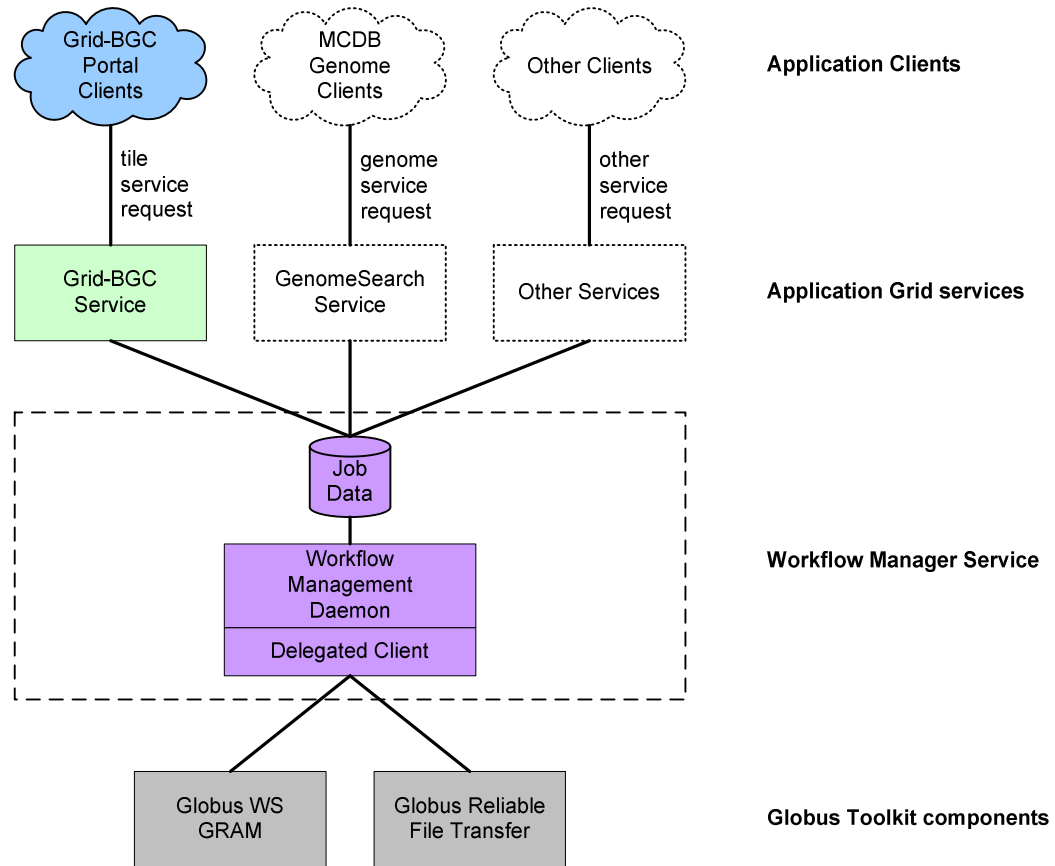 Grid-BGC
Portal
Clients
MCDB
Genome
Clients
Other Clients
Application Clients
tile
service
request
genome
service
request
other
service
request
Grid-BGC
Service
GenomeSearch
Service
Other Services
Application Grid services
Job
Data
Workflow
Management
Daemon
Delegated Client
Workflow Manager Service
Globus WS
GRAM
Globus Reliable
File Transfer
Globus Toolkit components